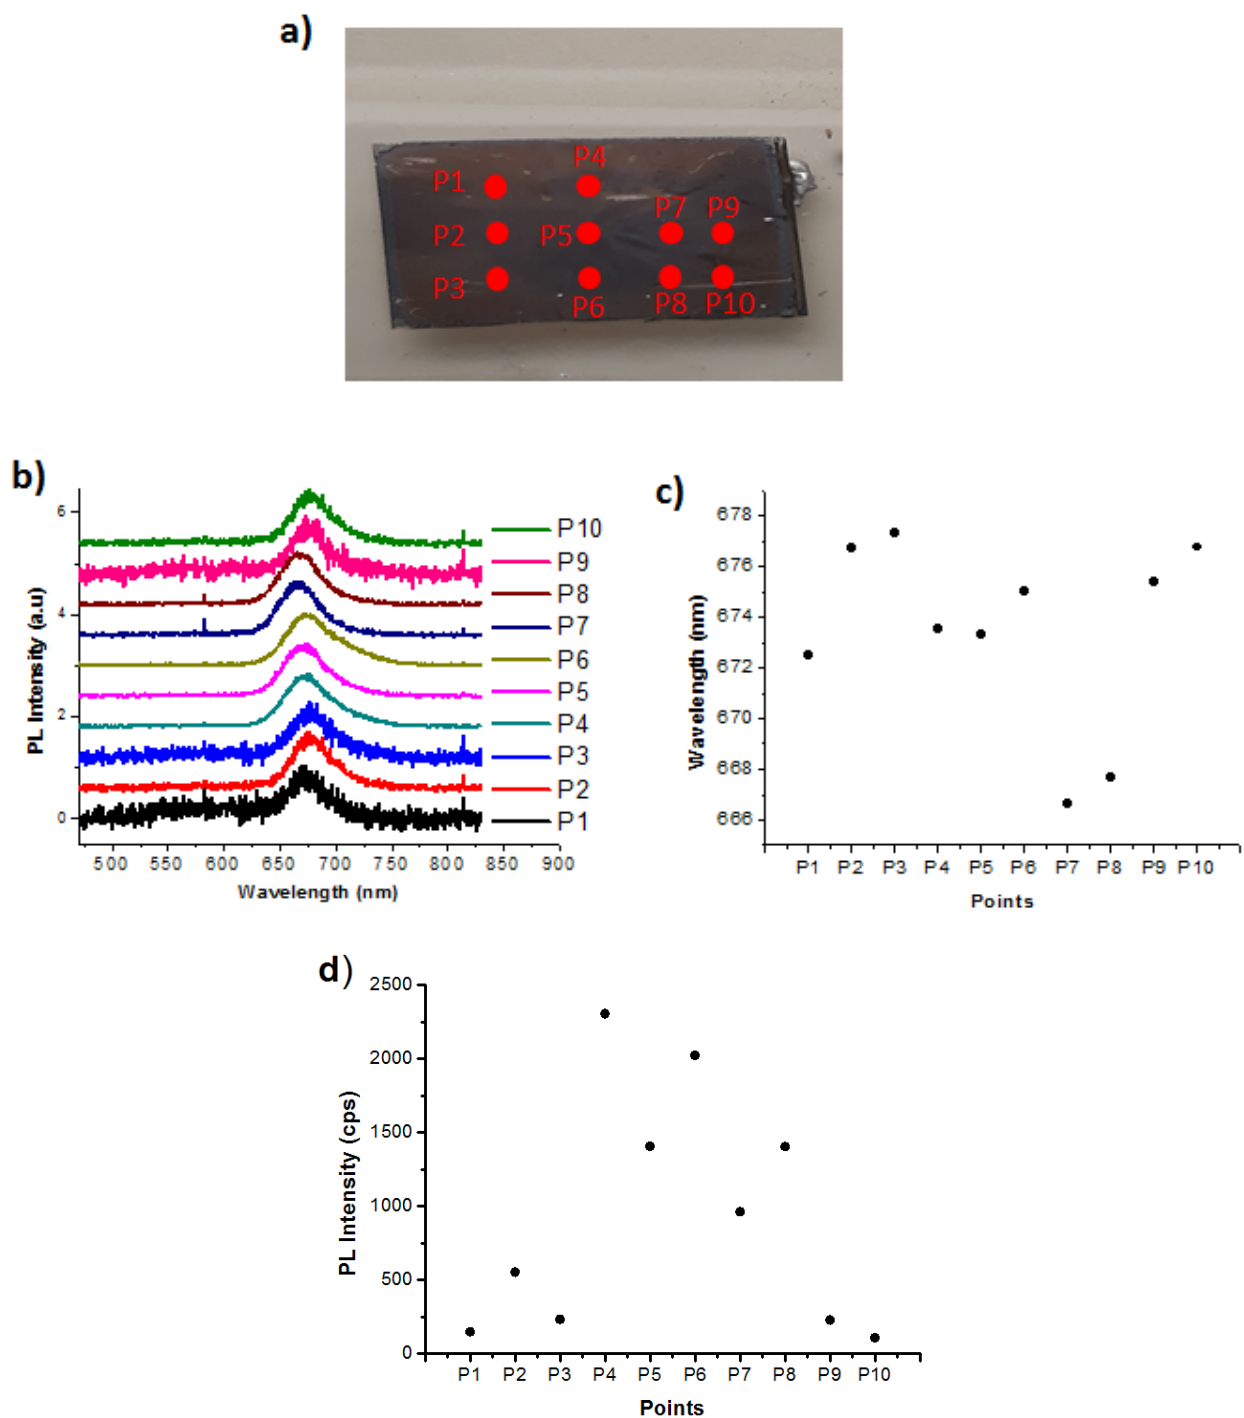 a)
P4
P1
P7 P9
P2 P5
P3
P6 P8 P10
b)
6
4
2
0
PL Intensity (a.u)
P10
P9
P8
P7
P6
P5
P4
P3
P2
P1
500 550 600 650 700 750 800 850 900
Wavelength (nm)
c)
678
676
674
672
670
668
666
Wavelength (nm)
P1 P2 P3 P4 P5 P6 P7 P8 P9 P10
Points
d)
2500
2000
1500
1000
500
0
PL Intensity (cps)
P1 P2 P3 P4 P5 P6 P7 P8 P9 P10
Points